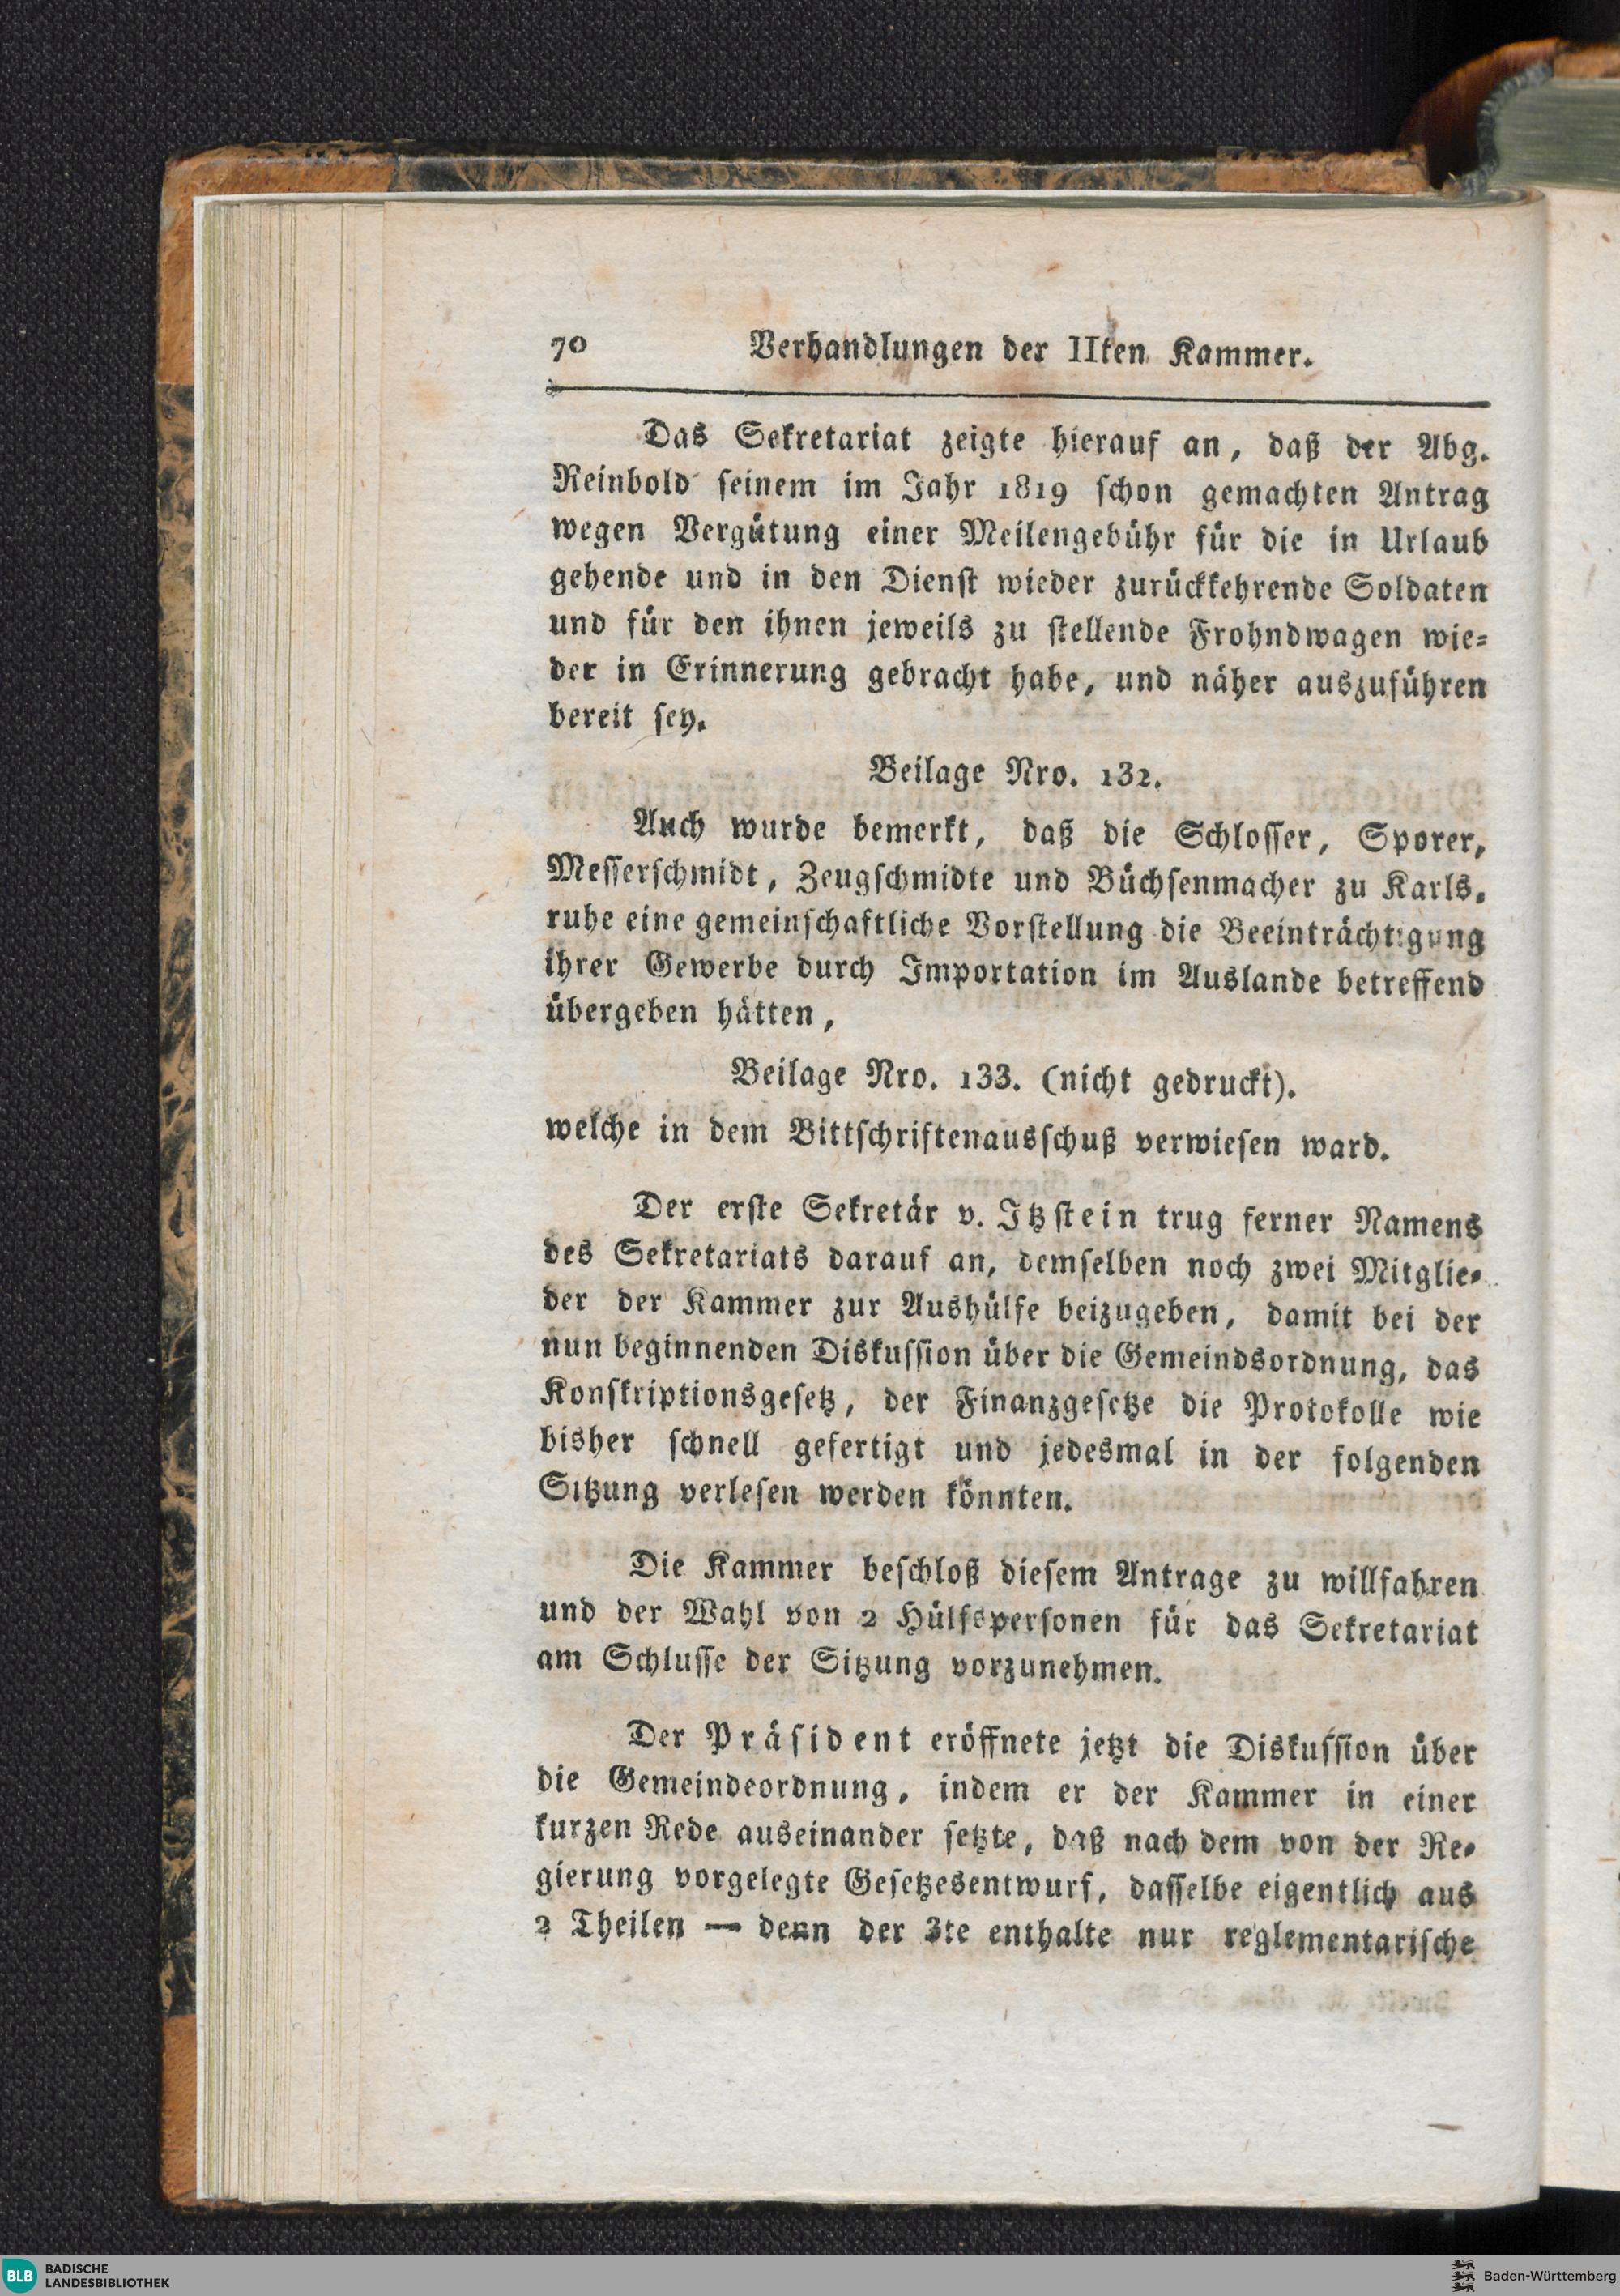 70 Verhandlungen der IIten Kammer.
Das Sekretariat zeigte hierauf an, daß der Abg.
Reinbold seinem im Jahr 1819 schon gemachten Antrag
wegen Vergütung einer Meilengebühr für die in Urlaub
gehende und in den Dienst wieder zurückkehrende Soldaten
und für den ihnen jeweils zu stellende Frohndwagen wie-
der in Erinnerung gebracht habe, und näher auszuführen
bereit sey.
Beilage Nro. 132.
Auch wurde bemerkt, daß die Schlosser, Sporer,
Messerschmidt, Zeugschmidte und Büchsenmacher zu Karls-
ruhe eine gemeinschaftliche Vorstellung die Beeinträchtigung
ihrer Gewerbe durch Importation im Auslande betreffend
übergeben hätten,
Beilage Nro. 133. (nicht gedruckt).
welche in dem Bittschriftenausschuß verwiesen ward.
Der erste Sekretär v. Itzstein trug ferner Namens
des Sekretariats darauf an, demselben noch zwei Mitglie-
der der Kammer zur Aushülfe beizugeben, damit bei der
nun beginnenden Diskussion über die Gemeindsordnung, das
Konskriptionsgesetz, der Finanzgesetze die Protokolle wie
bisher schnell gefertigt und jedesmal in der folgenden
Sitzung verlesen werden könnten.
Die Kammer beschloß diesem Antrage zu willfahren
und der Wahl von 2 Hülfspersonen für das Sekretariat
am Schlusse der Sitzung vorzunehmen.
Der Präsident eröffnete jetzt die Diskussion über
die Gemeindeordnung, indem er der Kammer in einer
kurzen Rede auseinander setzte, daß nach dem von der Re-
gierung vorgelegte Gesetzesentwurf, dasselbe eigentlich aus
2 Theilen — denn der 3te enthalte nur reglementarische
BLB BADISCHE
LANDESBIBLIOTHEK
Baden-Württemberg